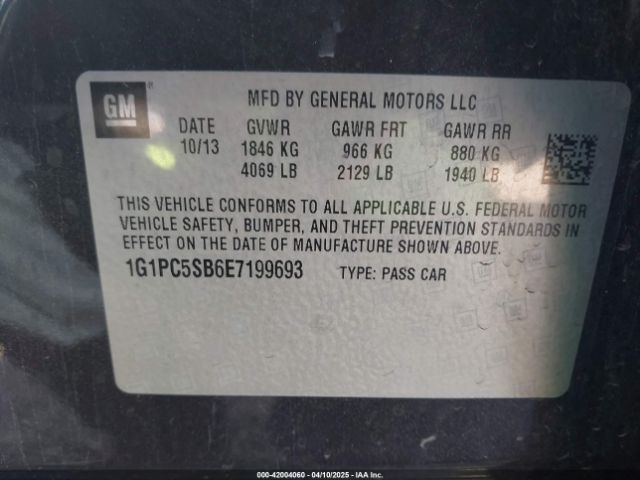 GM®
MFD BY GENERAL MOTORS LLC
DATE GVWR GAWR FRT GAWR RR
10/13 1846 KG 966 KG 880 KG
4069 LB 2129 LB 1940 LB
THIS VEHICLE CONFORMS TO ALL APPLICABLE U.S. FEDERAL MOTOR
VEHICLE SAFETY, BUMPER, AND THEFT PREVENTION STANDARDS IN
EFFECT ON THE DATE OF MANUFACTURE SHOWN ABOVE.
1G1PC5SB6E7199693 TYPE: PASS CAR
000-42004060 - 04/10/2025 - IAA Inc.